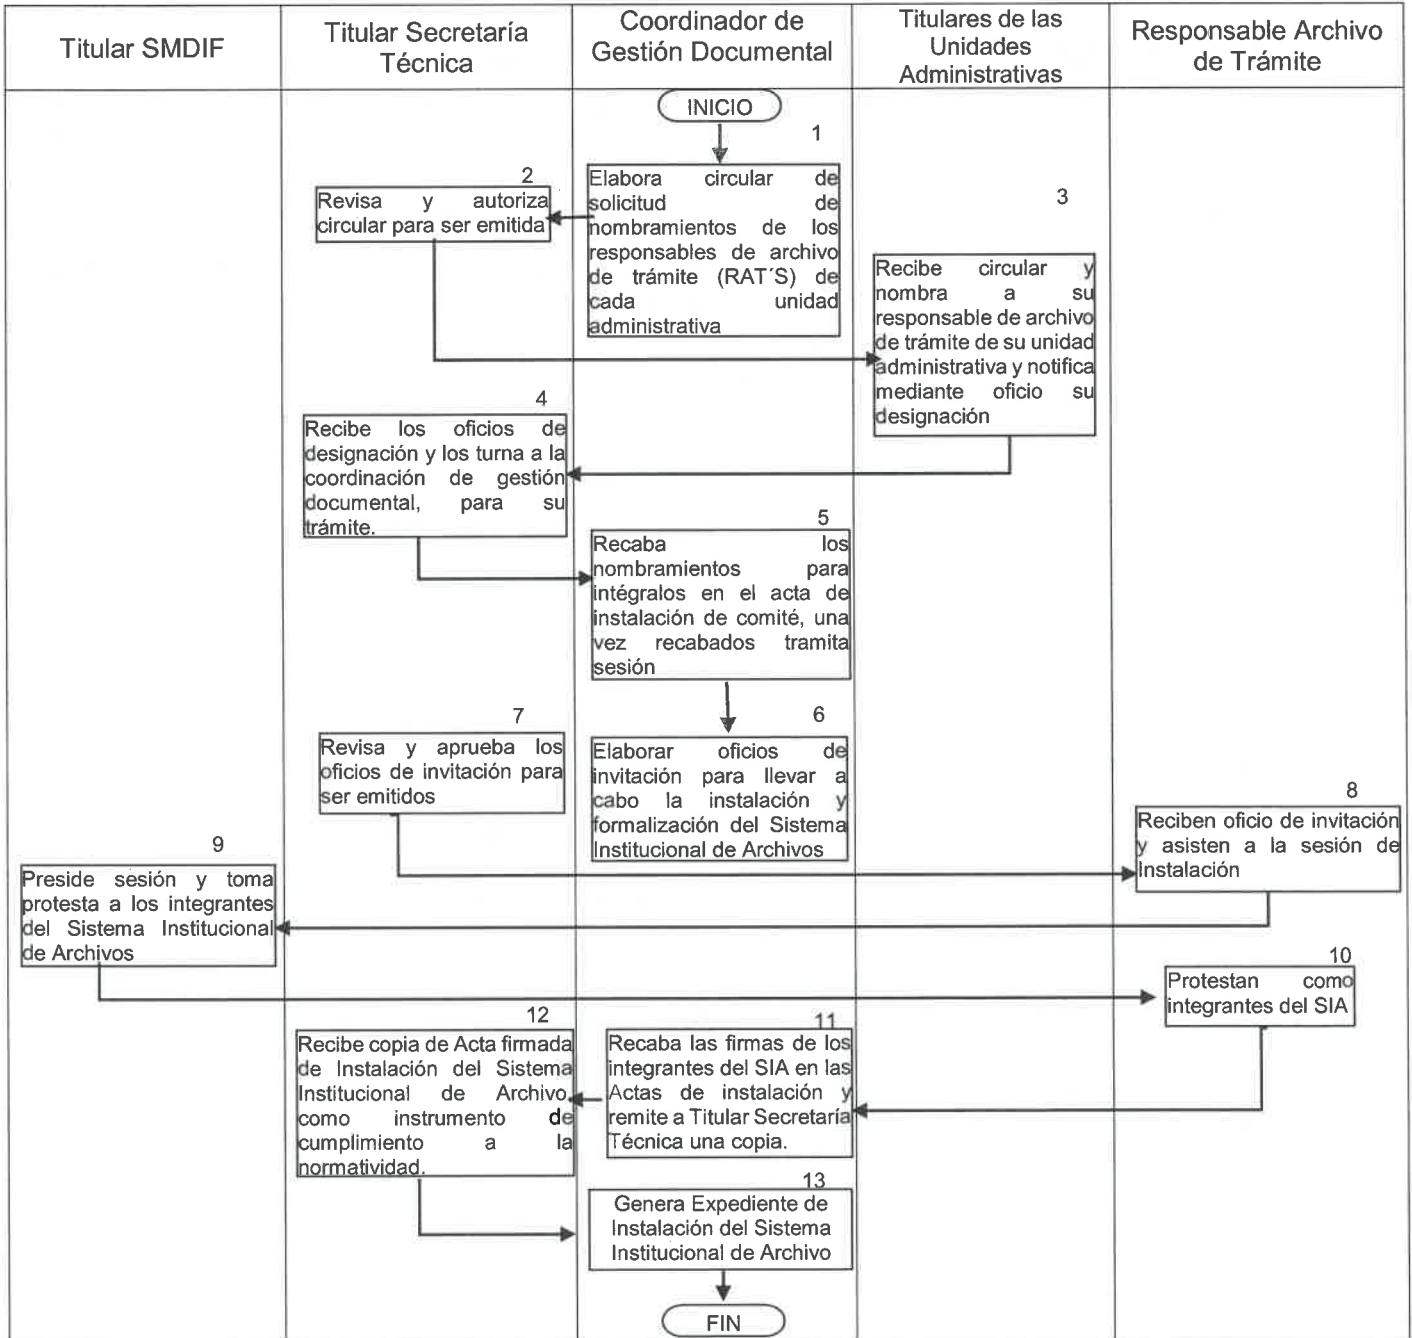 Titular SMDIF
Titular Secretaría
Técnica
Coordinador de
Gestión Documental
Titulares de las
Unidades
Administrativas
Responsable Archivo
de Trámite
INICIO
1
Elabora circular de
solicitud de
nombramientos de los
responsables de archivo
de trámite (RAT´S) de
cada unidad
administrativa
2
Revisa y autoriza
circular para ser emitida
3
Recibe circular y
nombra a su
responsable de archivo
de trámite de su unidad
administrativa y notifica
mediante oficio su
designación
4
Recibe los oficios de
designación y los turna a la
coordinación de gestión
documental, para su
trámite.
5
Recaba los
nombramientos para
intégralos en el acta de
instalación de comité, una
vez recabados tramita
sesión
6
Elaborar oficios de
invitación para llevar a
cabo la instalación y
formalización del Sistema
Institucional de Archivos
7
Revisa y aprueba los
oficios de invitación para
ser emitidos
8
Reciben oficio de invitación
y asisten a la sesión de
Instalación
9
Preside sesión y toma
protesta a los integrantes
del Sistema Institucional
de Archivos
10
Protestan como
integrantes del SIA
11
Recaba las firmas de los
integrantes del SIA en las
Actas de instalación y
remite a Titular Secretaría
Técnica una copia.
12
Recibe copia de Acta firmada
de Instalación del Sistema
Institucional de Archivo
como instrumento de
cumplimiento a la
normatividad.
13
Genera Expediente de
Instalación del Sistema
Institucional de Archivo
FIN